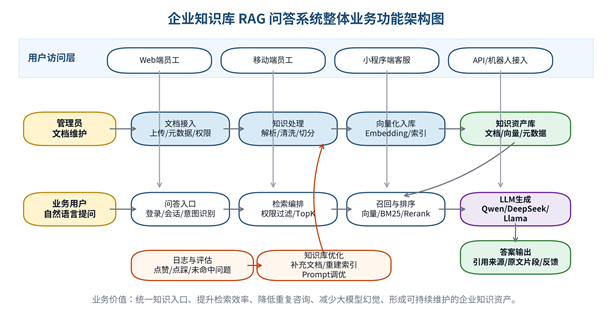 企业知识库 RAG 问答系统整体业务功能架构图
用户访问层
Web端员工
移动端员工
小程序端客服
API/机器人接入
管理员
文档维护
文档接入
上传/元数据/权限
知识处理
解析/清洗/切分
向量化入库
Embedding/索引
知识资产库
文档/向量/元数据
业务用户
自然语言提问
问答入口
登录/会话/意图识别
检索编排
权限过滤/TopK
召回与排序
向量/BM25/Rerank
LLM生成
Qwen/DeepSeek/
Llama
日志与评估
点赞/点踩/未命中问题
知识库优化
补充文档/重建索引
Prompt调优
答案输出
引用来源/原文片段/反馈
业务价值：统一知识入口、提升检索效率、降低重复咨询、减少大模型幻觉、形成可持续维护的企业知识资产。